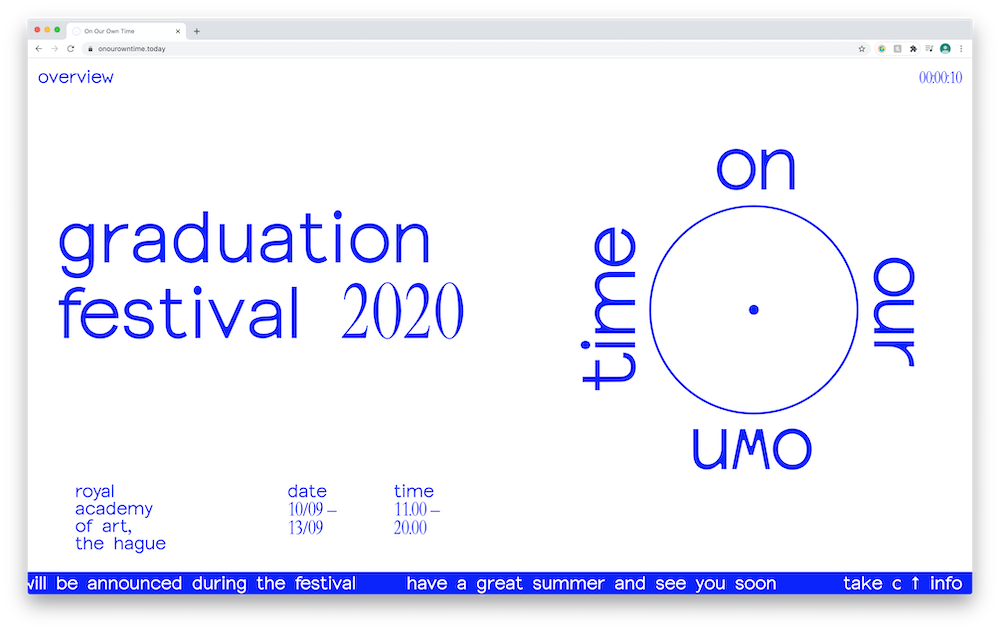 On Our Own Time
onourowntime.today
overview
00:00:10
graduation
festival 2020
on
our
own
time
royal
academy
of art,
the hague
date
10/09 –
13/09
time
11.00 –
20.00
will be announced during the festival have a great summer and see you soon take c ↑ info